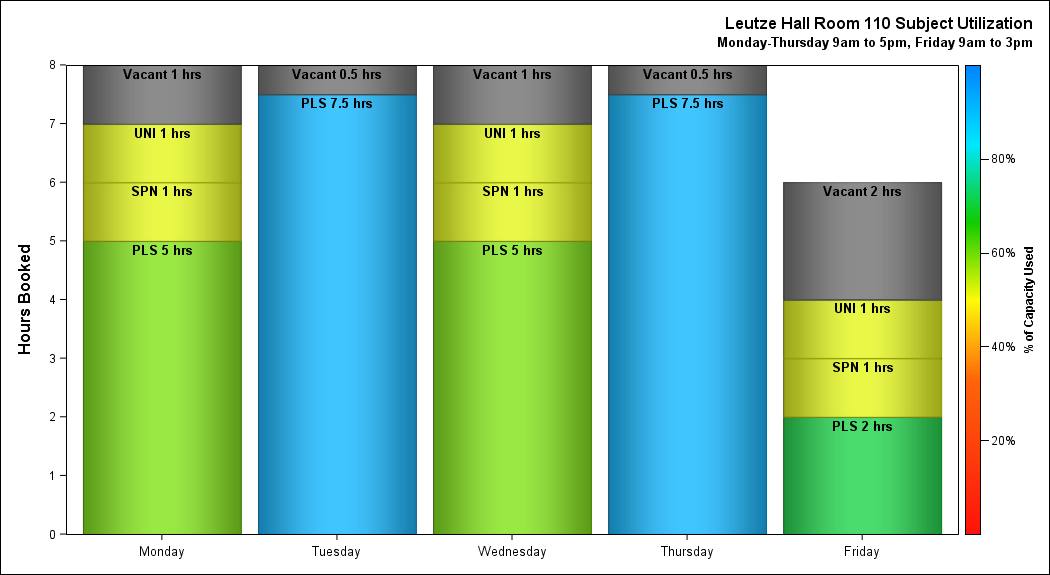 Leutze Hall Room 110 Subject Utilization
Monday-Thursday 9am to 5pm, Friday 9am to 3pm
Hours Booked
8
7
6
5
4
3
2
1
0
Vacant 1 hrs
UNI 1 hrs
SPN 1 hrs
PLS 5 hrs
Vacant 0.5 hrs
PLS 7.5 hrs
Vacant 1 hrs
UNI 1 hrs
SPN 1 hrs
PLS 5 hrs
Vacant 0.5 hrs
PLS 7.5 hrs
Vacant 2 hrs
UNI 1 hrs
SPN 1 hrs
PLS 2 hrs
Monday
Tuesday
Wednesday
Thursday
Friday
80%
60%
40%
20%
% of Capacity Used